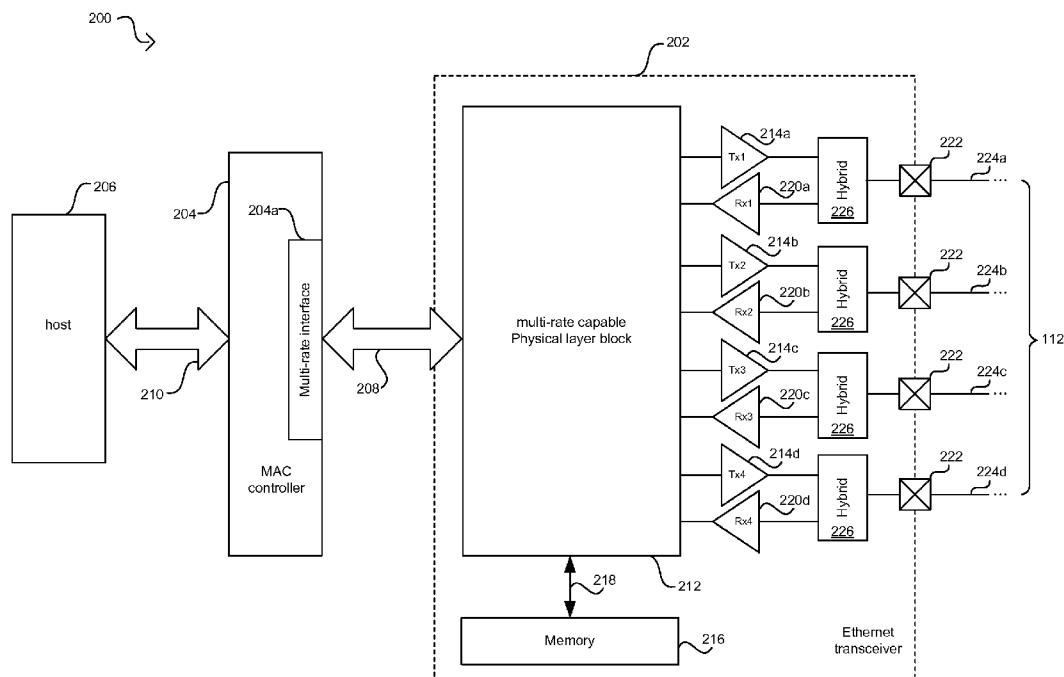 200
202
206
204
204a
host
210
Multi-rate interface
MAC
controller
208
multi-rate capable
Physical layer block
Tx1
214a
Rx1
220a
Hybrid
226
222
224a
...
Tx2
214b
Rx2
220b
Hybrid
226
222
224b
...
Tx3
214c
Rx3
220c
Hybrid
226
222
224c
...
Tx4
214d
Rx4
220d
Hybrid
226
222
224d
...
112
212
218
Memory
216
Ethernet
transceiver